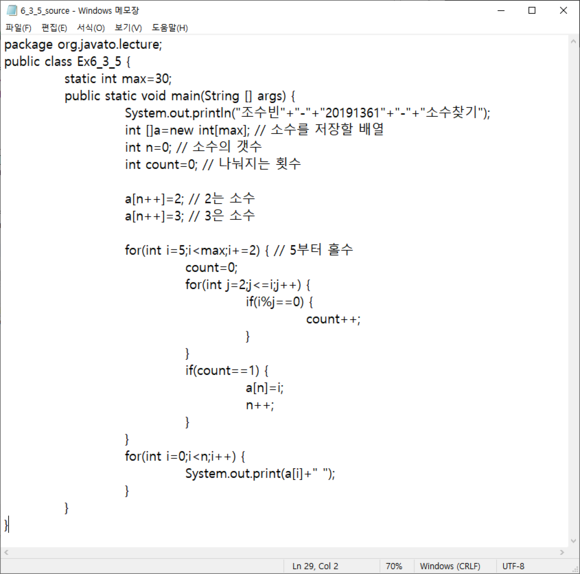 6_3_5_source - Windows 메모장
파일(F) 편집(E) 서식(O) 보기(V) 도움말(H)
package org.javato.lecture;
public class Ex6_3_5 {
static int max=30;
public static void main(String [] args) {
System.out.println("조수빈"+"-"+"20191361"+"-"+"소수찾기");
int []a=new int[max]; // 소수를 저장할 배열
int n=0; // 소수의 갯수
int count=0; // 나눠지는 횟수
a[n++]=2; // 2는 소수
a[n++]=3; // 3은 소수
for(int i=5;i<max;i+=2) { // 5부터 홀수
count=0;
for(int j=2;j<=i;j++) {
if(i%j==0) {
count++;
}
}
if(count==1) {
a[n]=i;
n++;
}
}
for(int i=0;i<n;i++) {
System.out.print(a[i]+" ");
}
}
}
Ln 29, Col 2 70% Windows (CRLF) UTF-8